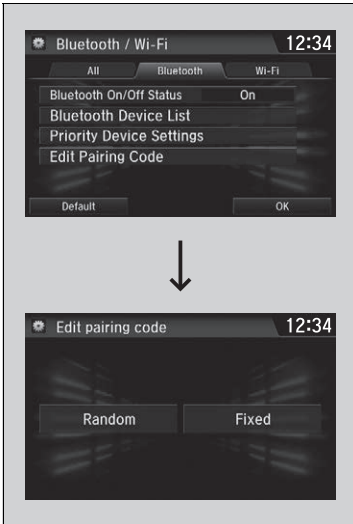 Bluetooth / Wi-Fi 12:34
All Bluetooth Wi-Fi
Bluetooth On/Off Status On
Bluetooth Device List
Priority Device Settings
Edit Pairing Code
Default OK
Edit pairing code 12:34
Random Fixed